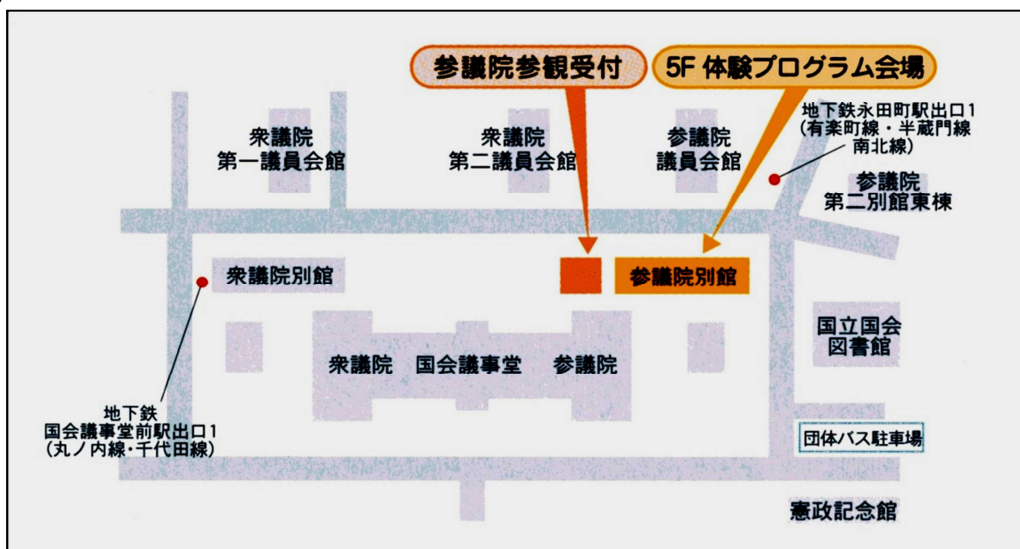 参議院参観受付
5F 体験プログラム会場
地下鉄永田町駅出口1
(有楽町線・半蔵門線
南北線)
衆議院
第一議員会館
衆議院
第二議員会館
参議院
議員会館
参議院
第二別館東棟
衆議院別館
参議院別館
国立国会
図書館
衆議院
国会議事堂
参議院
地下鉄
国会議事堂前駅出口1
(丸ノ内線・千代田線)
団体バス駐車場
憲政記念館